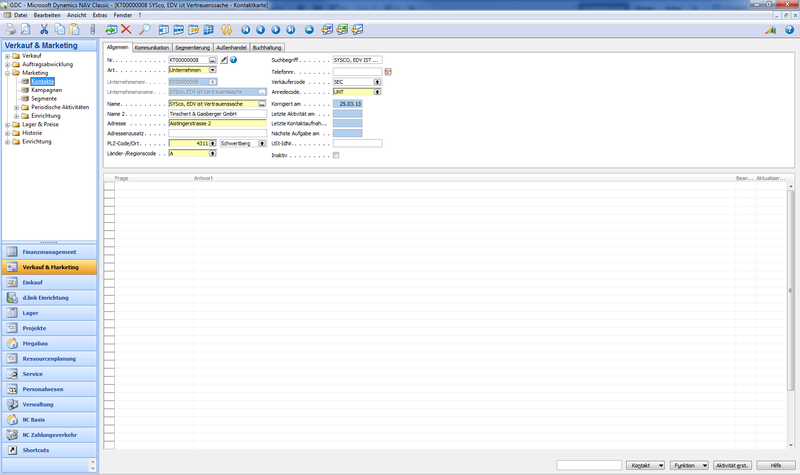 GDC - Microsoft Dynamics NAV Classic - [KT00000008 SYSco, EDV ist Vertrauenssache - Kontaktkarte]
Datei Bearbeiten Ansicht Extras Fenster ?
Verkauf & Marketing
Verkauf
Auftragsabwicklung
Marketing
Kontakte
Kampagnen
Segmente
Periodische Aktivitäten
Einrichtung
Lager & Preise
Historie
Einrichtung
Finanzmanagement
Verkauf & Marketing
Einkauf
d.link Einrichtung
Lager
Projekte
Megabau
Ressourcenplanung
Service
Personalwesen
Verwaltung
NC Basis
NC Zahlungsverkehr
Shortcuts
Allgemein Kommunikation Segmentierung Außenhandel Buchhaltung
Nr. KT00000008
Art Unternehmen
Unternehmensnr. KT00000008
Unternehmensname SYSco, EDV ist Vertrauenssache
Name SYSco, EDV ist Vertrauenssache
Name 2 Tinschert & Gaisberger GmbH
Adresse Aistingerstrasse 2
Adressenzusatz
PLZ-Code/Ort 4311 Schwertberg
Länder-/Regionscode A
Suchbegriff SYSCO, EDV IST ...
Telefonnr.
Verkäufercode SEC
Anredecode UNT
Korrigiert am 25.03.13
Letzte Aktivität am
Letzte Kontaktaufnah...
Nächste Aufgabe am
USt-IdNr.
Inaktiv
Frage Antwort Bean... Aktualisier...
Kontakt Funktion Aktivität erst. Hilfe